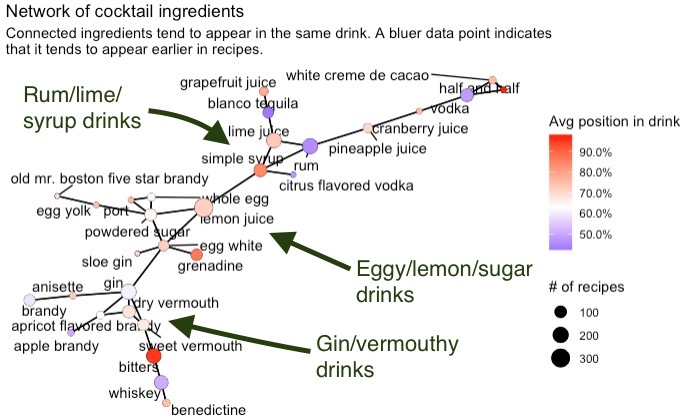 Network of cocktail ingredients
Connected ingredients tend to appear in the same drink. A bluer data point indicates
that it tends to appear earlier in recipes.
white creme de cacao
grapefruit juice
half and half
Rum/lime/
syrup drinks
blanco tequila
vodka
Avg position in drink
lime juice
cranberry juice
pineapple juice
90.0%
simple syrup
rum
80.0%
old mr. boston five star brandy
citrus flavored vodka
70.0%
whole egg
60.0%
egg yolk
port
lemon juice
50.0%
powdered sugar
egg white
sloe gin
grenadine
Eggy/lemon/sugar
drinks
gin
anisette
# of recipes
dry vermouth
brandy
100
apricot flavored brandy
200
apple brandy
sweet vermouth
Gin/vermouthy
drinks
300
bitters
whiskey
benedictine